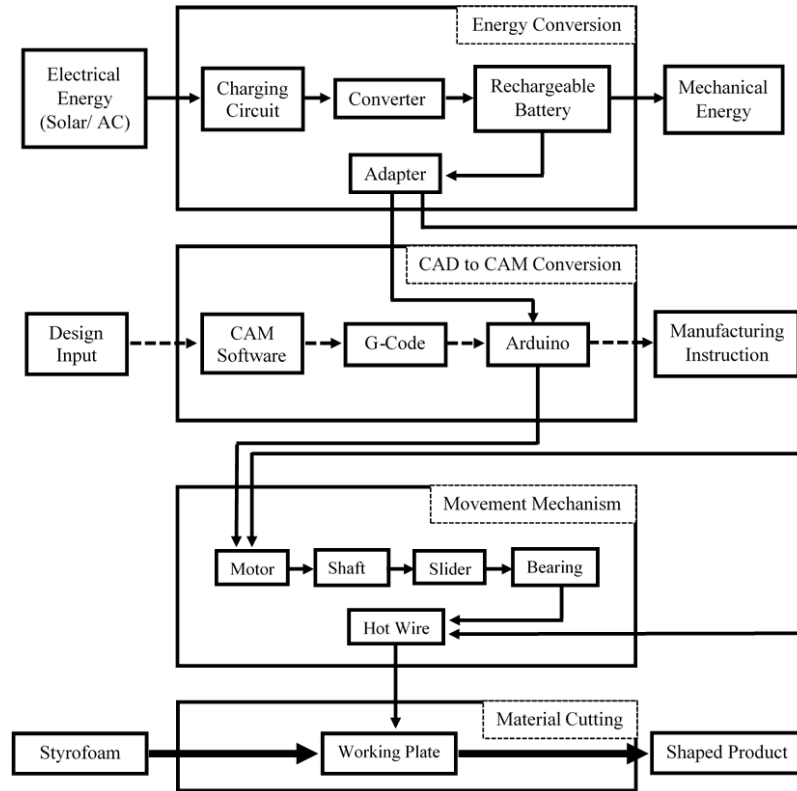 Energy Conversion
Electrical
Energy
(Solar/ AC)
Charging
Circuit
Converter
Rechargeable
Battery
Mechanical
Energy
Adapter
CAD to CAM Conversion
Design
Input
CAM
Software
G-Code
Arduino
Manufacturing
Instruction
Movement Mechanism
Motor
Shaft
Slider
Bearing
Hot Wire
Material Cutting
Styrofoam
Working Plate
Shaped Product